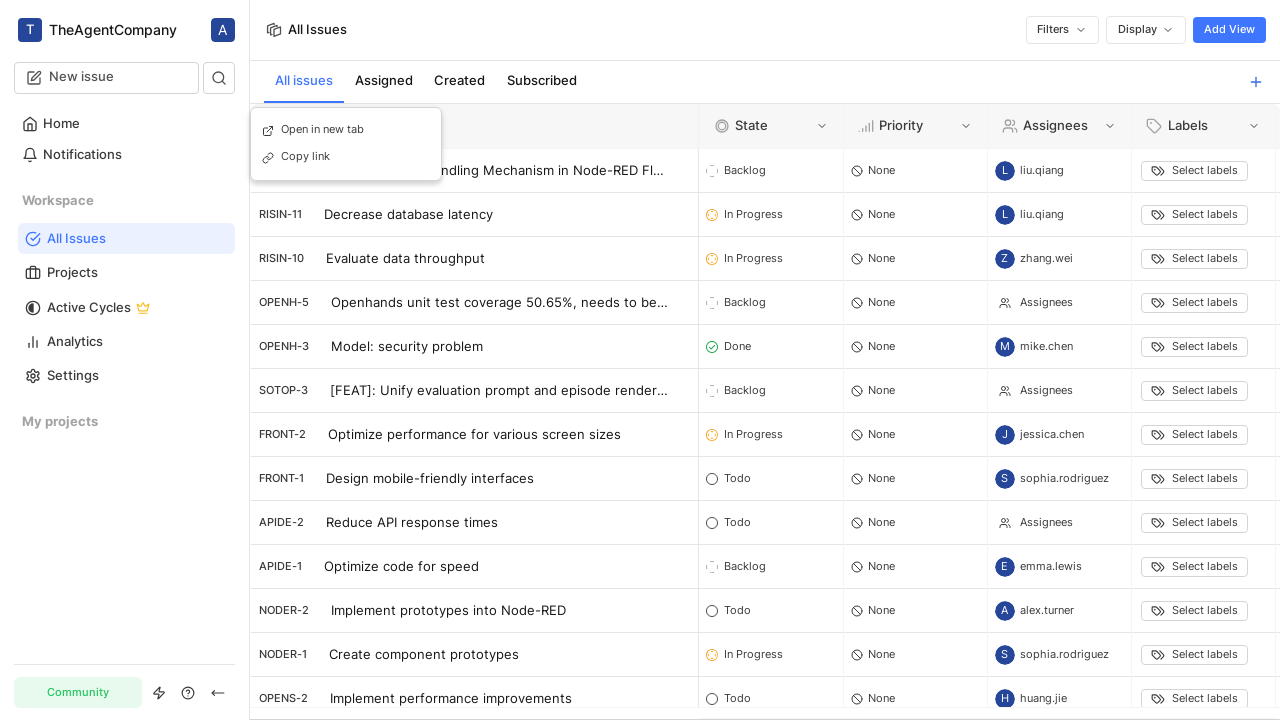 T TheAgentCompany A
New issue
Home
Notifications
Workspace
All Issues
Projects
Active Cycles
Analytics
Settings
My projects
Community
All Issues
Filters
Display
Add View
All issues
Assigned
Created
Subscribed
Open in new tab
Copy link
State
Priority
Assignees
Labels
ndling Mechanism in Node-RED Fl... Backlog None L liu.qiang Select labels
RISIN-11 Decrease database latency In Progress None L liu.qiang Select labels
RISIN-10 Evaluate data throughput In Progress None Z zhang.wei Select labels
OPENH-5 Openhands unit test coverage 50.65%, needs to be... Backlog None Assignees Select labels
OPENH-3 Model: security problem Done None M mike.chen Select labels
SOTOP-3 [FEAT]: Unify evaluation prompt and episode render... Backlog None Assignees Select labels
FRONT-2 Optimize performance for various screen sizes In Progress None J jessica.chen Select labels
FRONT-1 Design mobile-friendly interfaces Todo None S sophia.rodriguez Select labels
APIDE-2 Reduce API response times Todo None Assignees Select labels
APIDE-1 Optimize code for speed Backlog None E emma.lewis Select labels
NODER-2 Implement prototypes into Node-RED Todo None A alex.turner Select labels
NODER-1 Create component prototypes In Progress None S sophia.rodriguez Select labels
OPENS-2 Implement performance improvements Todo None H huang.jie Select labels